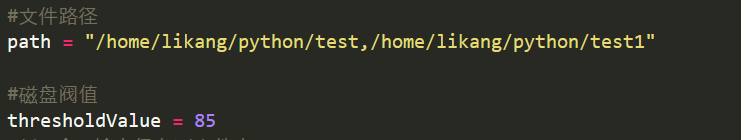 #文件路径
path = "/home/likang/python/test,/home/likang/python/test1"
#磁盘阀值
thresholdValue = 85